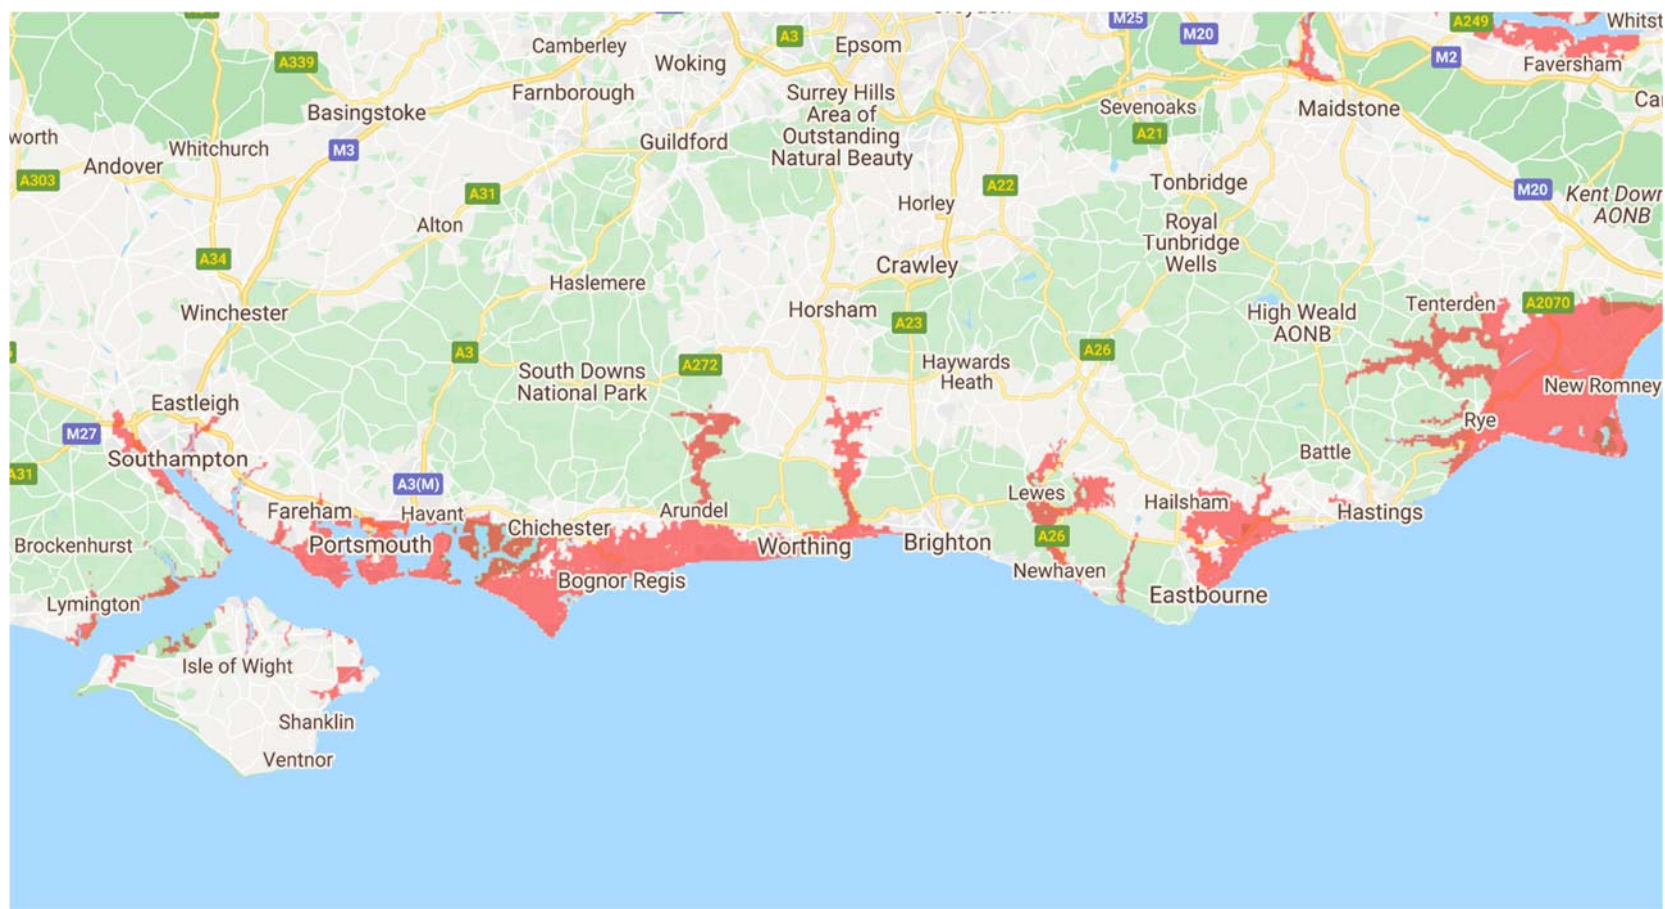 M25
A249
Whitst
A3
Epsom
M20
Camberley
M2
Woking
Faversham
A339
Farnborough
Surrey Hills
Area of
Outstanding
Natural Beauty
Sevenoaks
Maidstone
Basingstoke
A21
worth
Whitchurch
M3
Guildford
Andover
A303
A31
A22
Tonbridge
M20
Kent Down
AONB
Alton
Horley
Royal
Tunbridge
Wells
A34
Crawley
Haslemere
Winchester
Horsham
A23
High Weald
AONB
Tenterden
A2070
A3
A272
A26
South Downs
National Park
Haywards
Heath
New Romney
Eastleigh
Rye
M27
Southampton
Battle
A31
A3(M)
Lewes
Hailsham
Fareham
Havant
Chichester
Arundel
Hastings
Brockenhurst
Portsmouth
Worthing
Brighton
A26
Bognor Regis
Newhaven
Eastbourne
Lymington
Isle of Wight
Shanklin
Ventnor